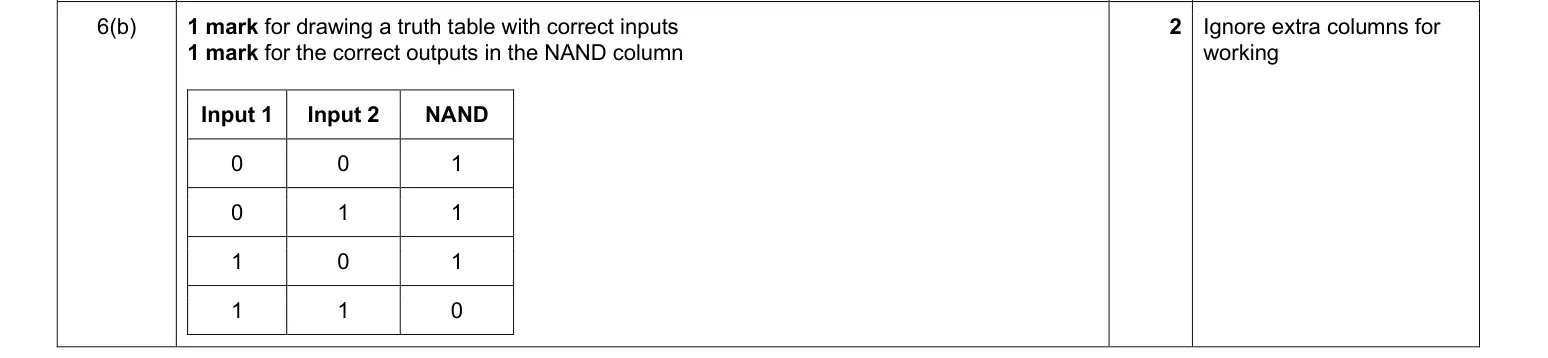 6(b)
1 mark for drawing a truth table with correct inputs
1 mark for the correct outputs in the NAND column
Input 1 Input 2 NAND
0 0 1
0 1 1
1 0 1
1 1 0
2
Ignore extra columns for
working